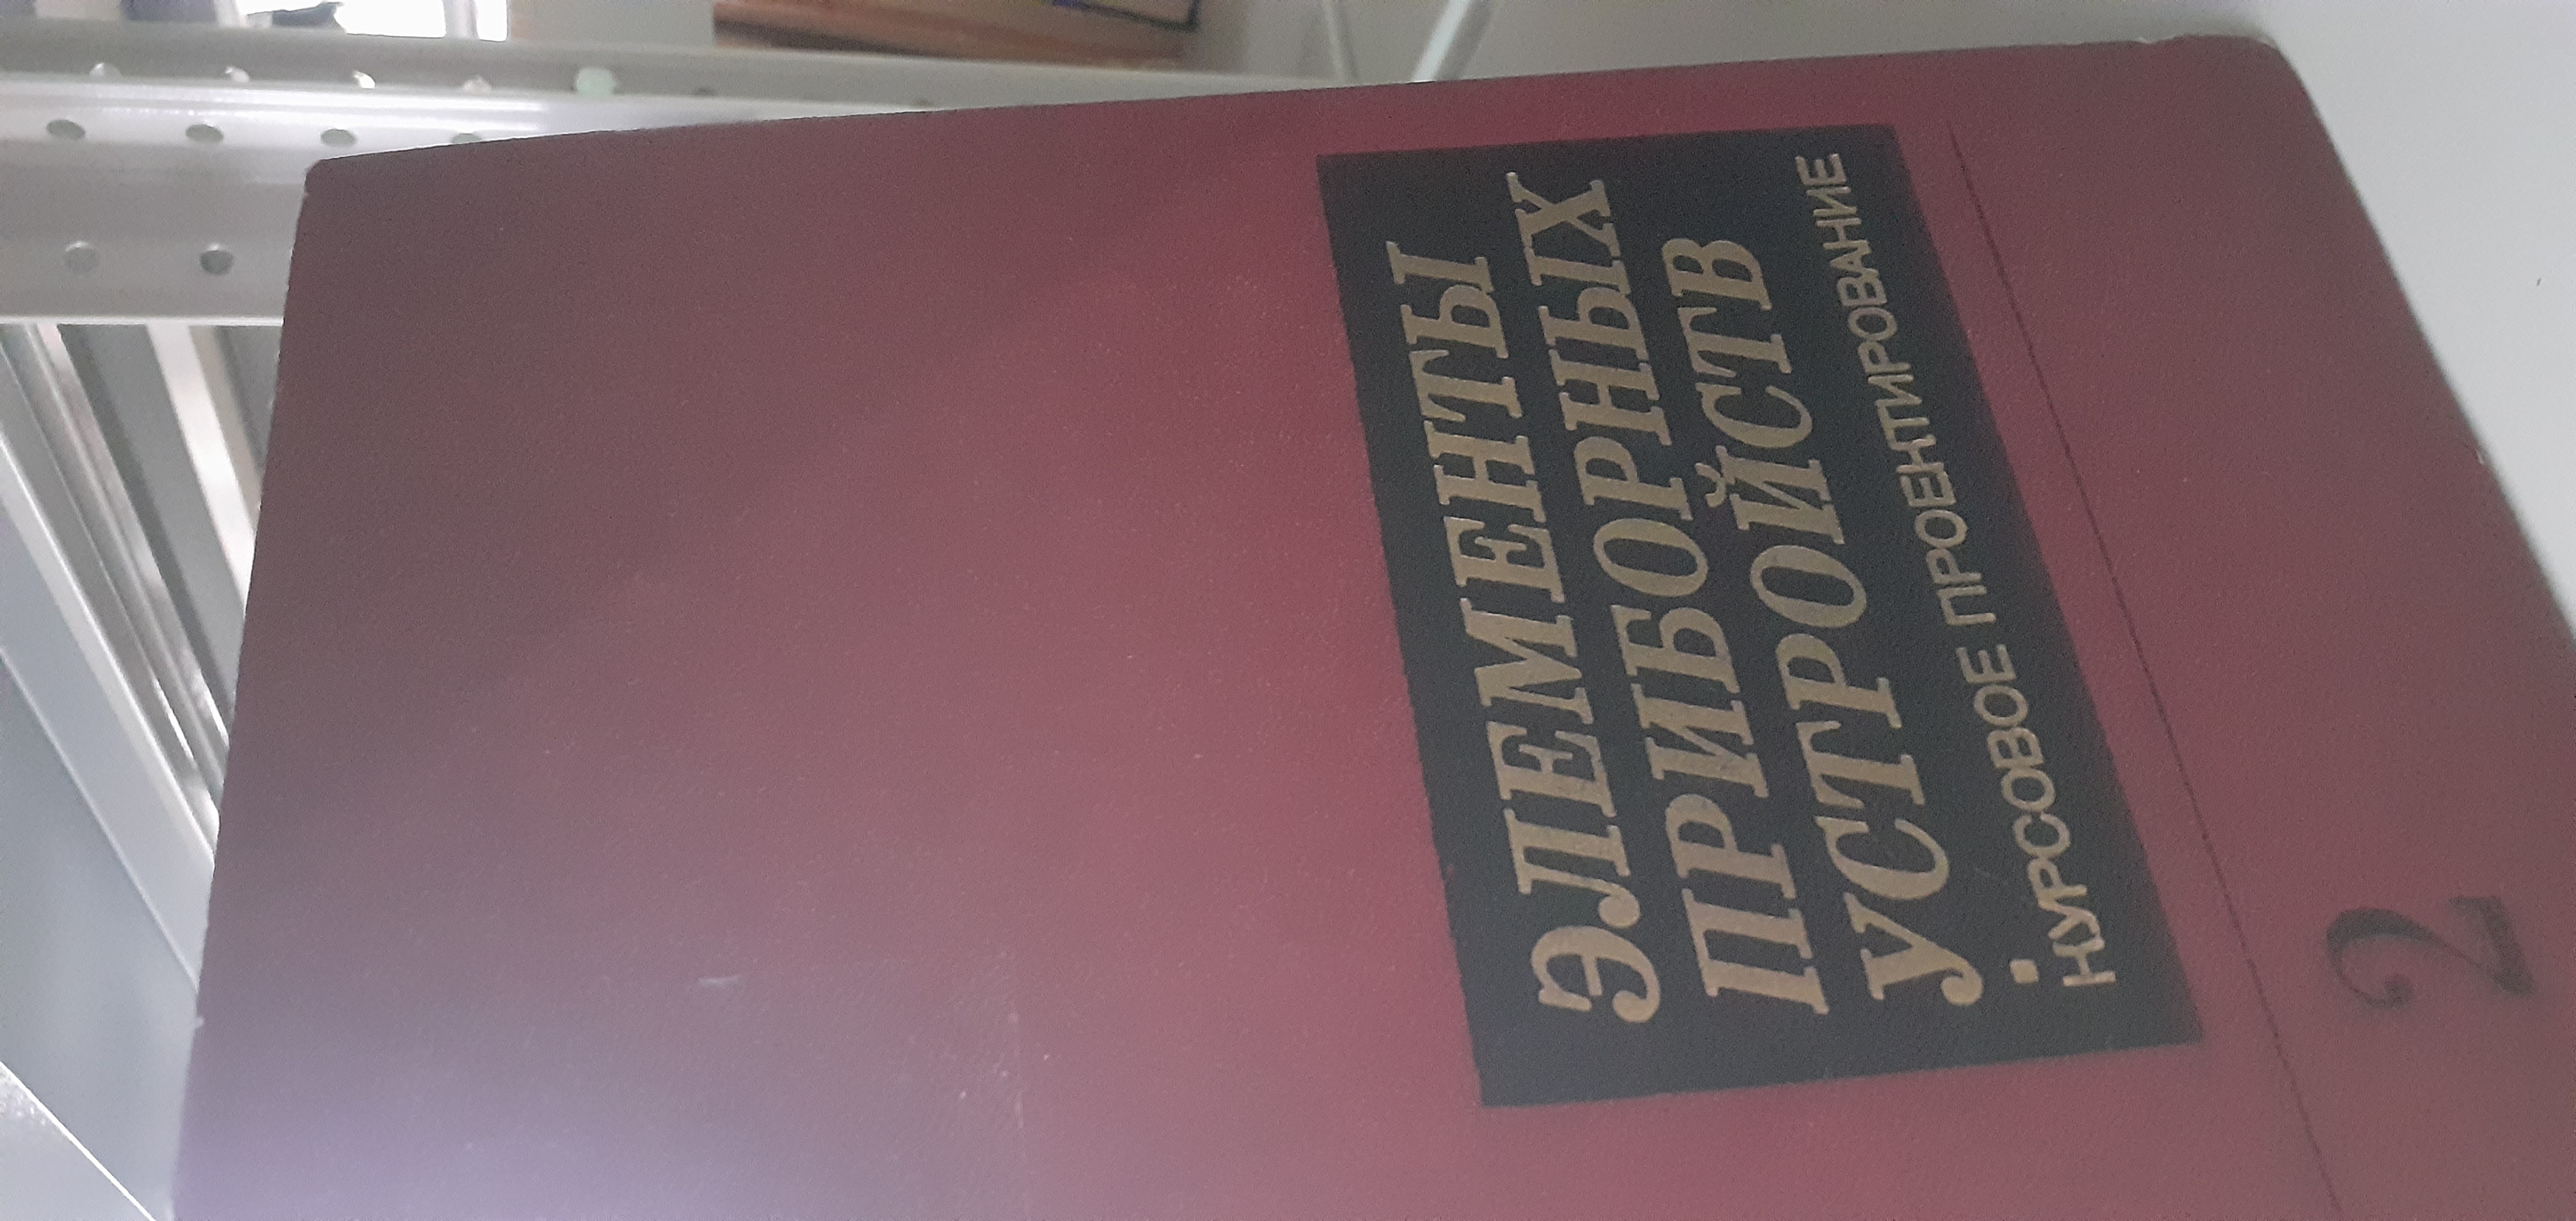 ЭЛЕМЕНТЫ
ПРИБОРНЫХ
УСТРОЙСТВ
• КУРСОВОЕ ПРОЕКТИРОВАНИЕ
2